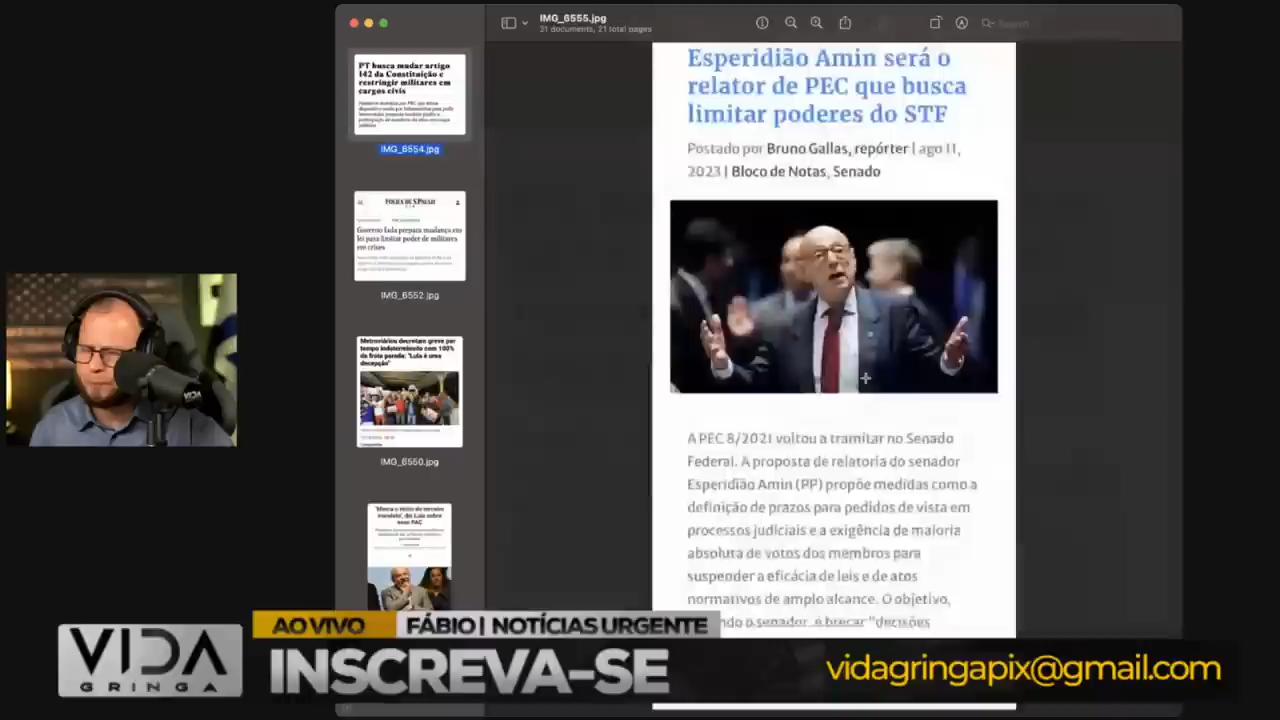 IMG_6555.jpg
21 documents, 21 total pages
Search
PT busca mudar artigo
142 da Constituição e
restringir militares em
cargos civis
IMG_6554.jpg
FOLHA DE S.PAULO
Governo Lula prepara mudança em
lei para limitar poder de militares
em crises
IMG_6552.jpg
Metroviários decretam greve por
tempo indeterminado com 100%
da frota parada: "Lula é uma
decepção"
IMG_6550.jpg
Esperidião Amin será o
relator de PEC que busca
limitar poderes do STF
Postado por Bruno Gallas, repórter | ago 11,
2023 | Bloco de Notas, Senado
A PEC 8/2021 voltou a tramitar no Senado
Federal. A proposta de relatoria do senador
Esperidião Amin (PP) propõe medidas como a
definição de prazos para pedidos de vista em
processos judiciais e a exigência de maioria
absoluta de votos dos membros para
suspender a eficácia de leis e de atos
normativos de amplo alcance. O objetivo,
o senador, é brecar "decisões
VIDA
VIDA
GRINGA
AO VIVO
FÁBIO | NOTÍCIAS URGENTE
INSCREVA-SE
vidagringapix@gmail.com